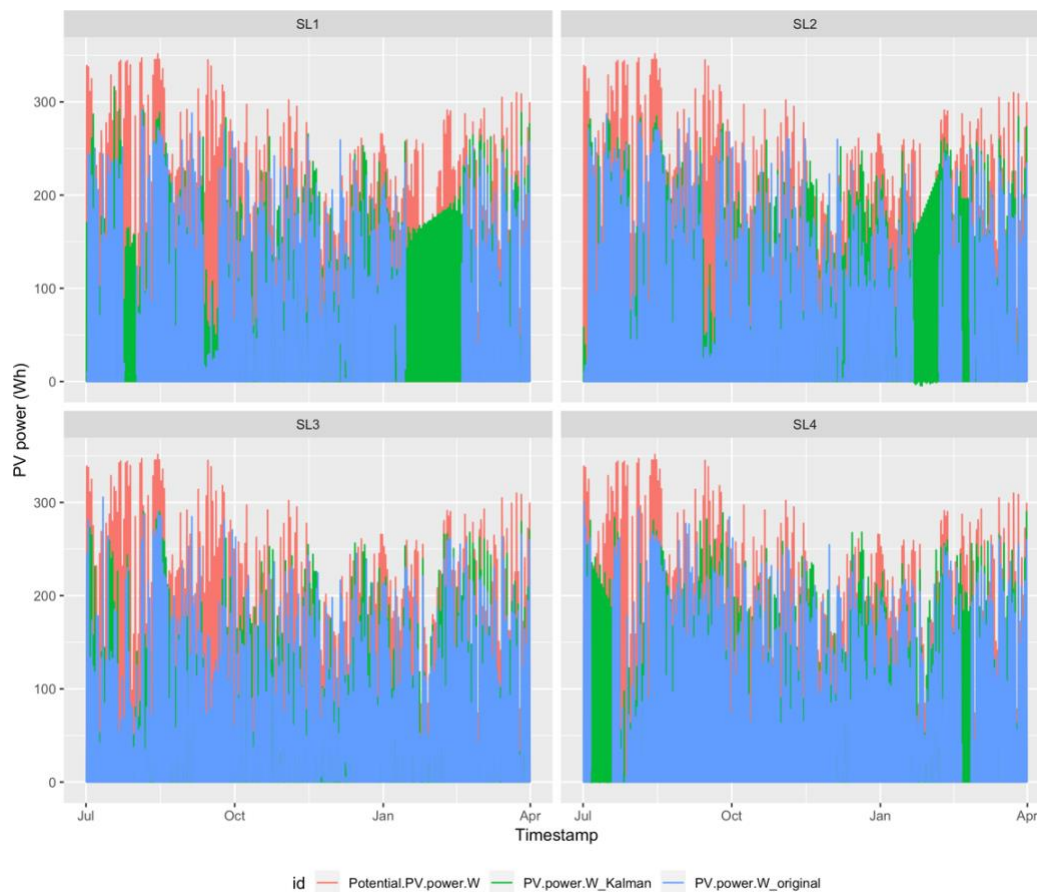 SL1
SL2
300
200
100
0
SL3
SL4
300
200
100
0
PV power (Wh)
Jul
Oct
Jan
Apr
Jul
Oct
Jan
Apr
Timestamp
id Potential.PV.power.W PV.power.W_Kalman PV.power.W_original